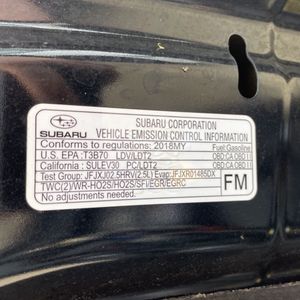 SUBARU CORPORATION
SUBARU VEHICLE EMISSION CONTROL INFORMATION
Conforms to regulations: 2018MY Fuel:Gasoline
U.S. EPA :T3B70 LDV/LDT2 OBD:CA OBD II
California : SULEV30 PC/LDT2 OBD:CA OBD II
Test Group: JFJXJ02.5HRV(2.5L) Evap:JFJXR01485DX
TWC(2)/WR-HO2S/HO2S/SFI/EGR/EGRC FM
No adjustments needed.